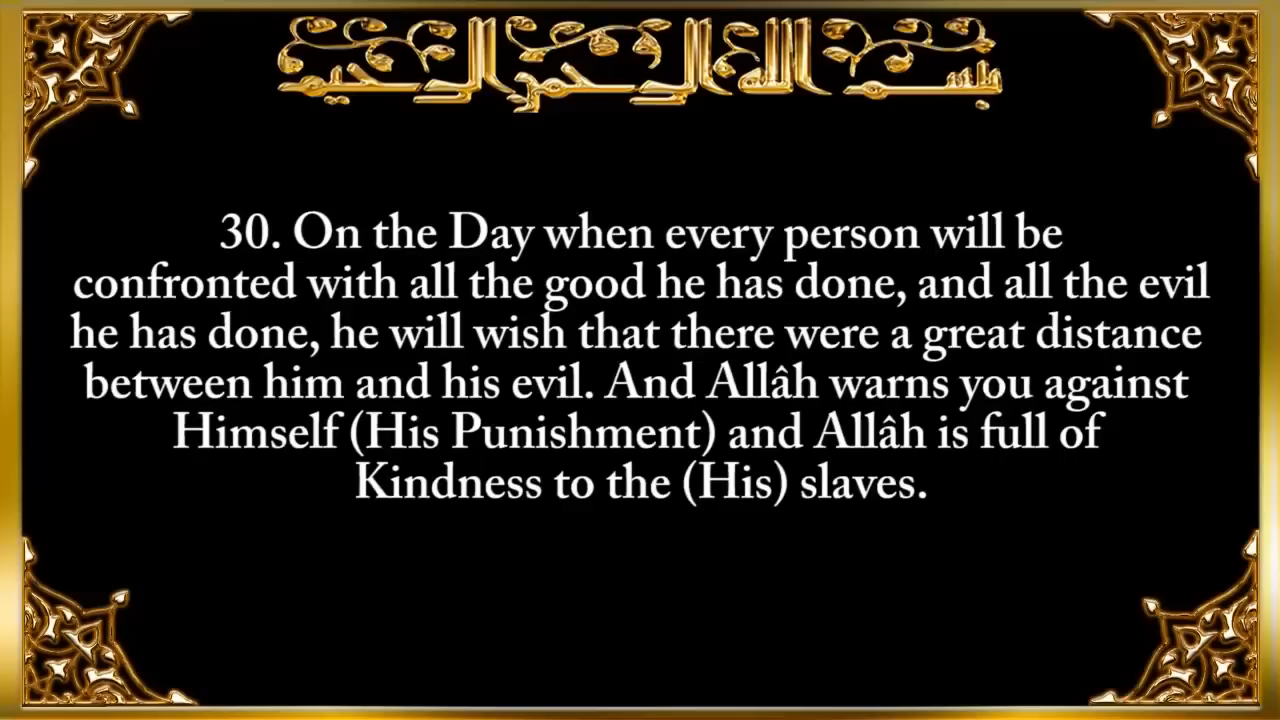 بسم الله الرحمن الرحيم
30. On the Day when every person will be
confronted with all the good he has done, and all the evil
he has done, he will wish that there were a great distance
between him and his evil. And Allâh warns you against
Himself (His Punishment) and Allâh is full of
Kindness to the (His) slaves.